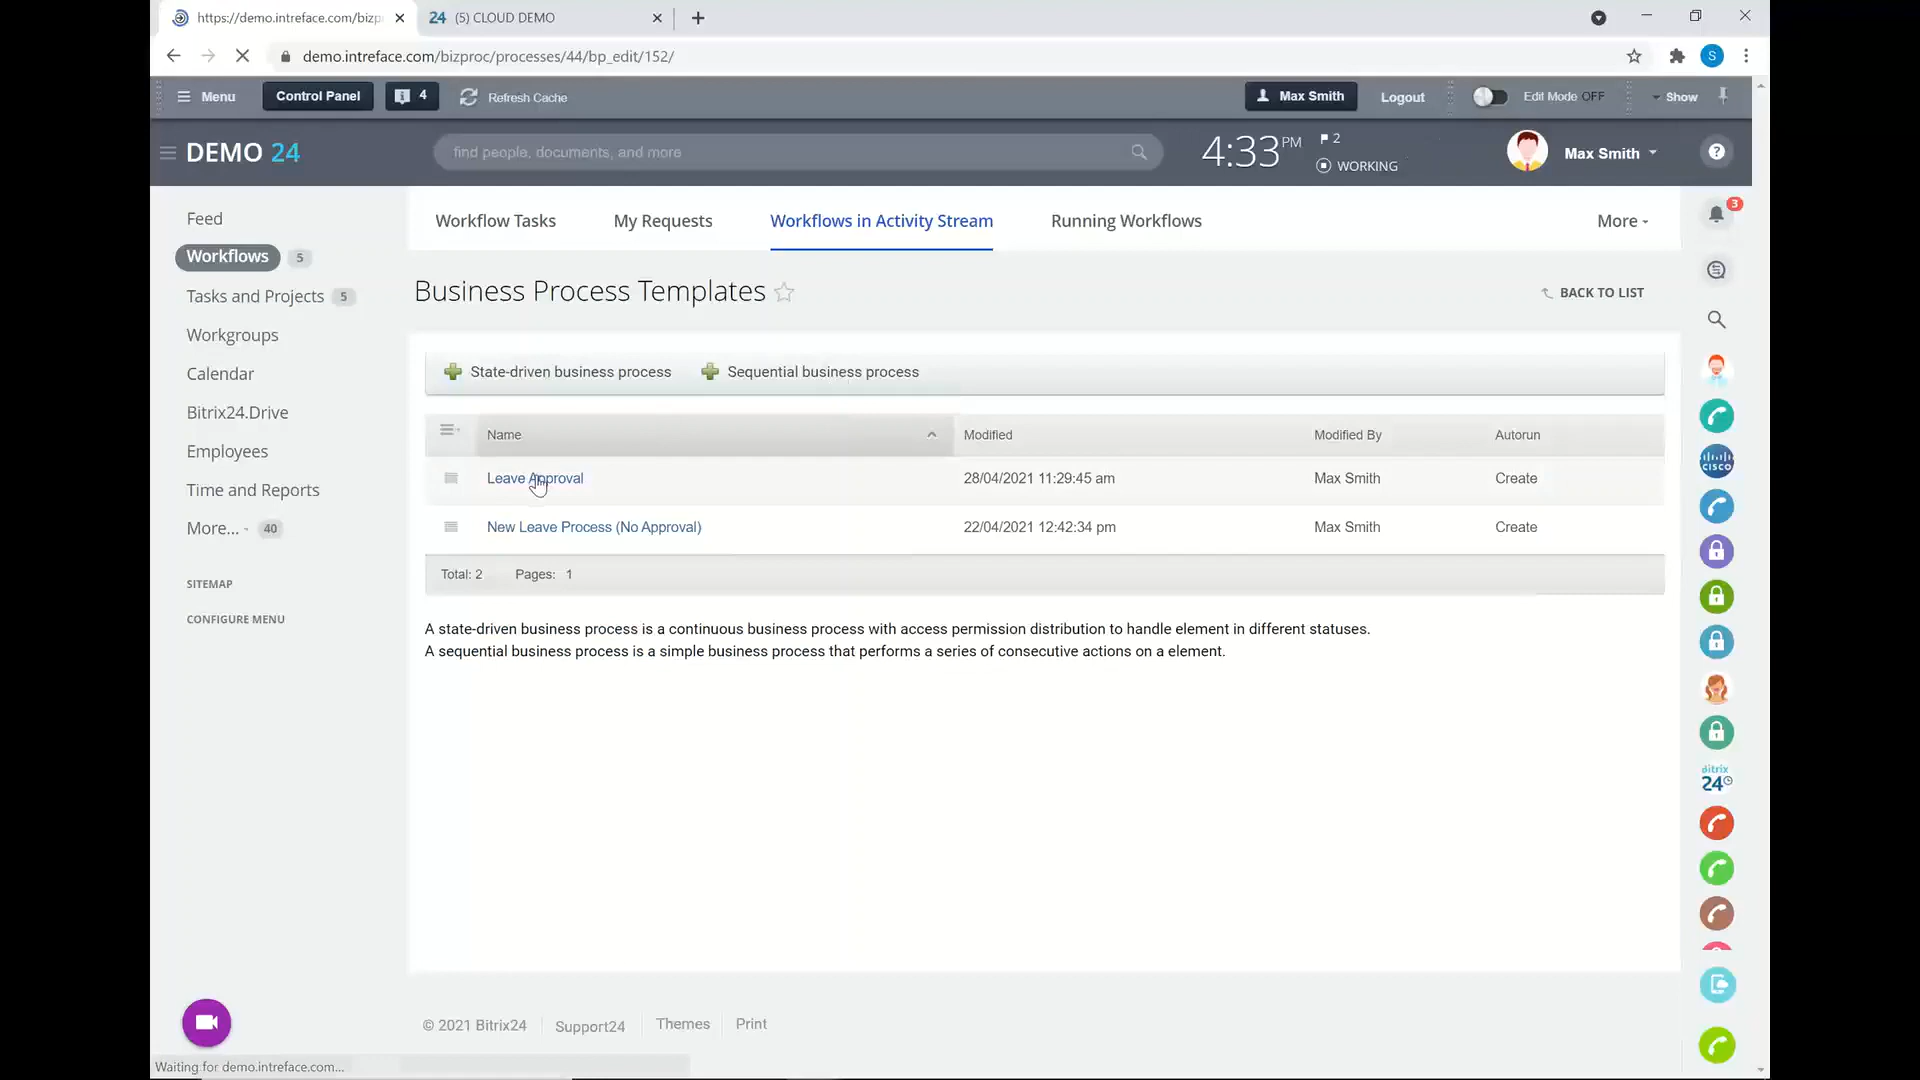 https://demo.intreface.com/bizp
24 (5) CLOUD DEMO
demo.intreface.com/bizproc/processes/44/bp_edit/152/
S
Menu
Control Panel
4
Refresh Cache
Max Smith
Logout
Edit Mode OFF
Show
DEMO 24
find people, documents, and more
4:33 PM
2
WORKING
Max Smith
?
Feed
Workflows 5
Tasks and Projects 5
Workgroups
Calendar
Bitrix24.Drive
Employees
Time and Reports
More... 40
SITEMAP
CONFIGURE MENU
Workflow Tasks
My Requests
Workflows in Activity Stream
Running Workflows
More
3
Business Process Templates
BACK TO LIST
State-driven business process
Sequential business process
Name Modified Modified By Autorun
Leave Approval 28/04/2021 11:29:45 am Max Smith Create
New Leave Process (No Approval) 22/04/2021 12:42:34 pm Max Smith Create
Total: 2 Pages: 1
A state-driven business process is a continuous business process with access permission distribution to handle element in different statuses.
A sequential business process is a simple business process that performs a series of consecutive actions on a element.
CISCO
bitrix
24
© 2021 Bitrix24
Support24
Themes
Print
Waiting for demo.intreface.com...